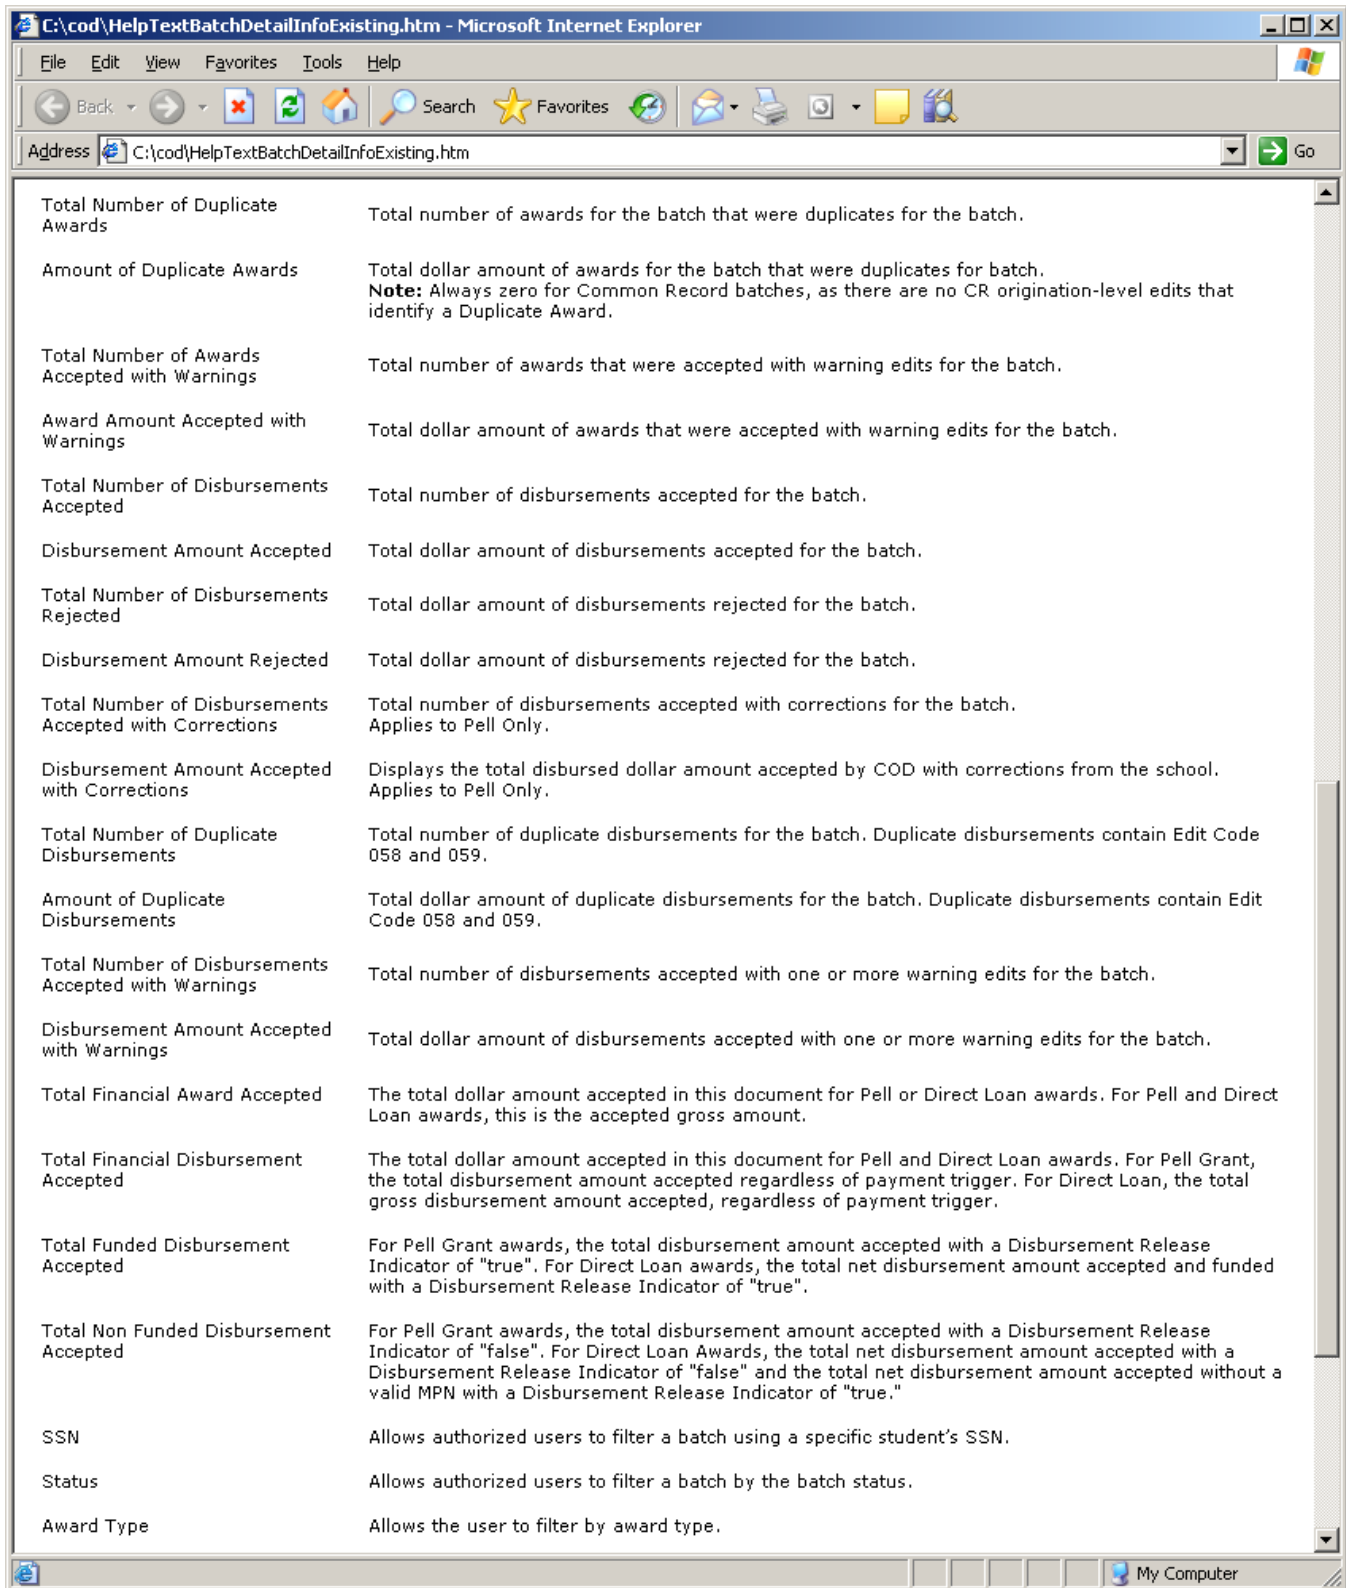 C:\cod\HelpTextBatchDetailInfoExisting.htm - Microsoft Internet Explorer
File Edit View Favorites Tools Help
Back Search Favorites
Address C:\cod\HelpTextBatchDetailInfoExisting.htm Go
Total Number of Duplicate
Awards
Total number of awards for the batch that were duplicates for the batch.
Amount of Duplicate Awards
Total dollar amount of awards for the batch that were duplicates for batch.
Note: Always zero for Common Record batches, as there are no CR origination-level edits that
identify a Duplicate Award.
Total Number of Awards
Accepted with Warnings
Total number of awards that were accepted with warning edits for the batch.
Award Amount Accepted with
Warnings
Total dollar amount of awards that were accepted with warning edits for the batch.
Total Number of Disbursements
Accepted
Total number of disbursements accepted for the batch.
Disbursement Amount Accepted
Total dollar amount of disbursements accepted for the batch.
Total Number of Disbursements
Rejected
Total dollar amount of disbursements rejected for the batch.
Disbursement Amount Rejected
Total dollar amount of disbursements rejected for the batch.
Total Number of Disbursements
Accepted with Corrections
Total number of disbursements accepted with corrections for the batch.
Applies to Pell Only.
Disbursement Amount Accepted
with Corrections
Displays the total disbursed dollar amount accepted by COD with corrections from the school.
Applies to Pell Only.
Total Number of Duplicate
Disbursements
Total number of duplicate disbursements for the batch. Duplicate disbursements contain Edit Code
058 and 059.
Amount of Duplicate
Disbursements
Total dollar amount of duplicate disbursements for the batch. Duplicate disbursements contain Edit
Code 058 and 059.
Total Number of Disbursements
Accepted with Warnings
Total number of disbursements accepted with one or more warning edits for the batch.
Disbursement Amount Accepted
with Warnings
Total dollar amount of disbursements accepted with one or more warning edits for the batch.
Total Financial Award Accepted
The total dollar amount accepted in this document for Pell or Direct Loan awards. For Pell and Direct
Loan awards, this is the accepted gross amount.
Total Financial Disbursement
Accepted
The total dollar amount accepted in this document for Pell and Direct Loan awards. For Pell Grant,
the total disbursement amount accepted regardless of payment trigger. For Direct Loan, the total
gross disbursement amount accepted, regardless of payment trigger.
Total Funded Disbursement
Accepted
For Pell Grant awards, the total disbursement amount accepted with a Disbursement Release
Indicator of "true". For Direct Loan awards, the total net disbursement amount accepted and funded
with a Disbursement Release Indicator of "true".
Total Non Funded Disbursement
Accepted
For Pell Grant awards, the total disbursement amount accepted with a Disbursement Release
Indicator of "false". For Direct Loan Awards, the total net disbursement amount accepted with a
Disbursement Release Indicator of "false" and the total net disbursement amount accepted without a
valid MPN with a Disbursement Release Indicator of "true."
SSN
Allows authorized users to filter a batch using a specific student’s SSN.
Status
Allows authorized users to filter a batch by the batch status.
Award Type
Allows the user to filter by award type.
My Computer